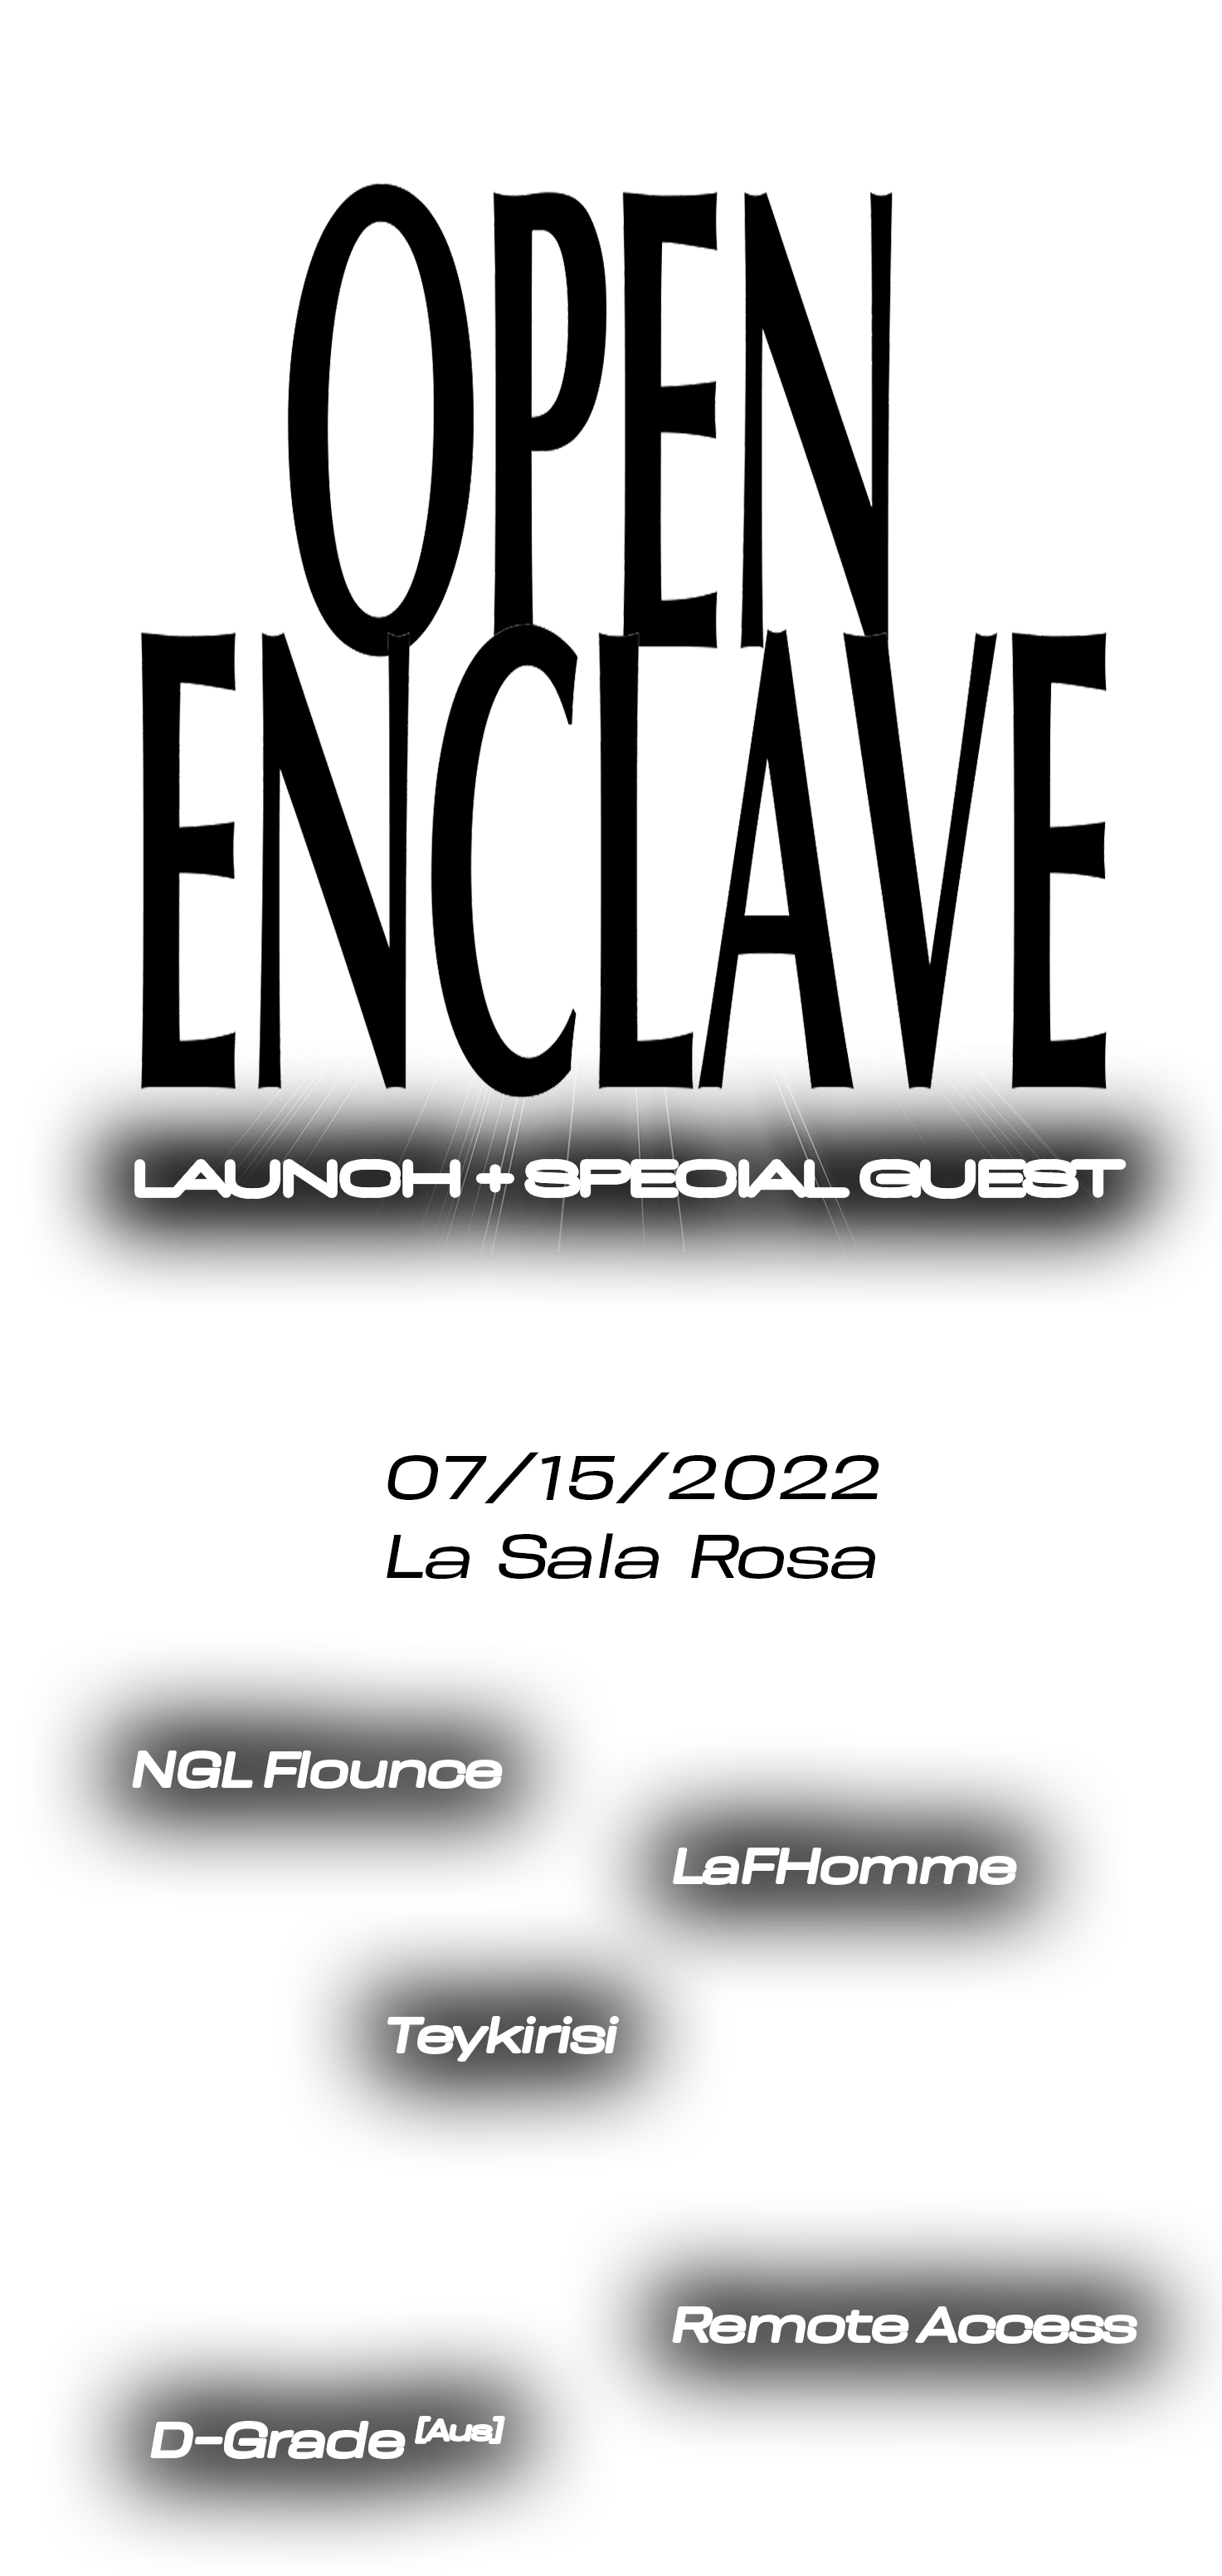 OPEN
ENCLAVE
LAUNCH + SPECIAL GUEST
07/15/2022
La Sala Rosa
NGL Flounce
LaFHomme
Teykirisi
Remote Access
D-Grade [Aus]